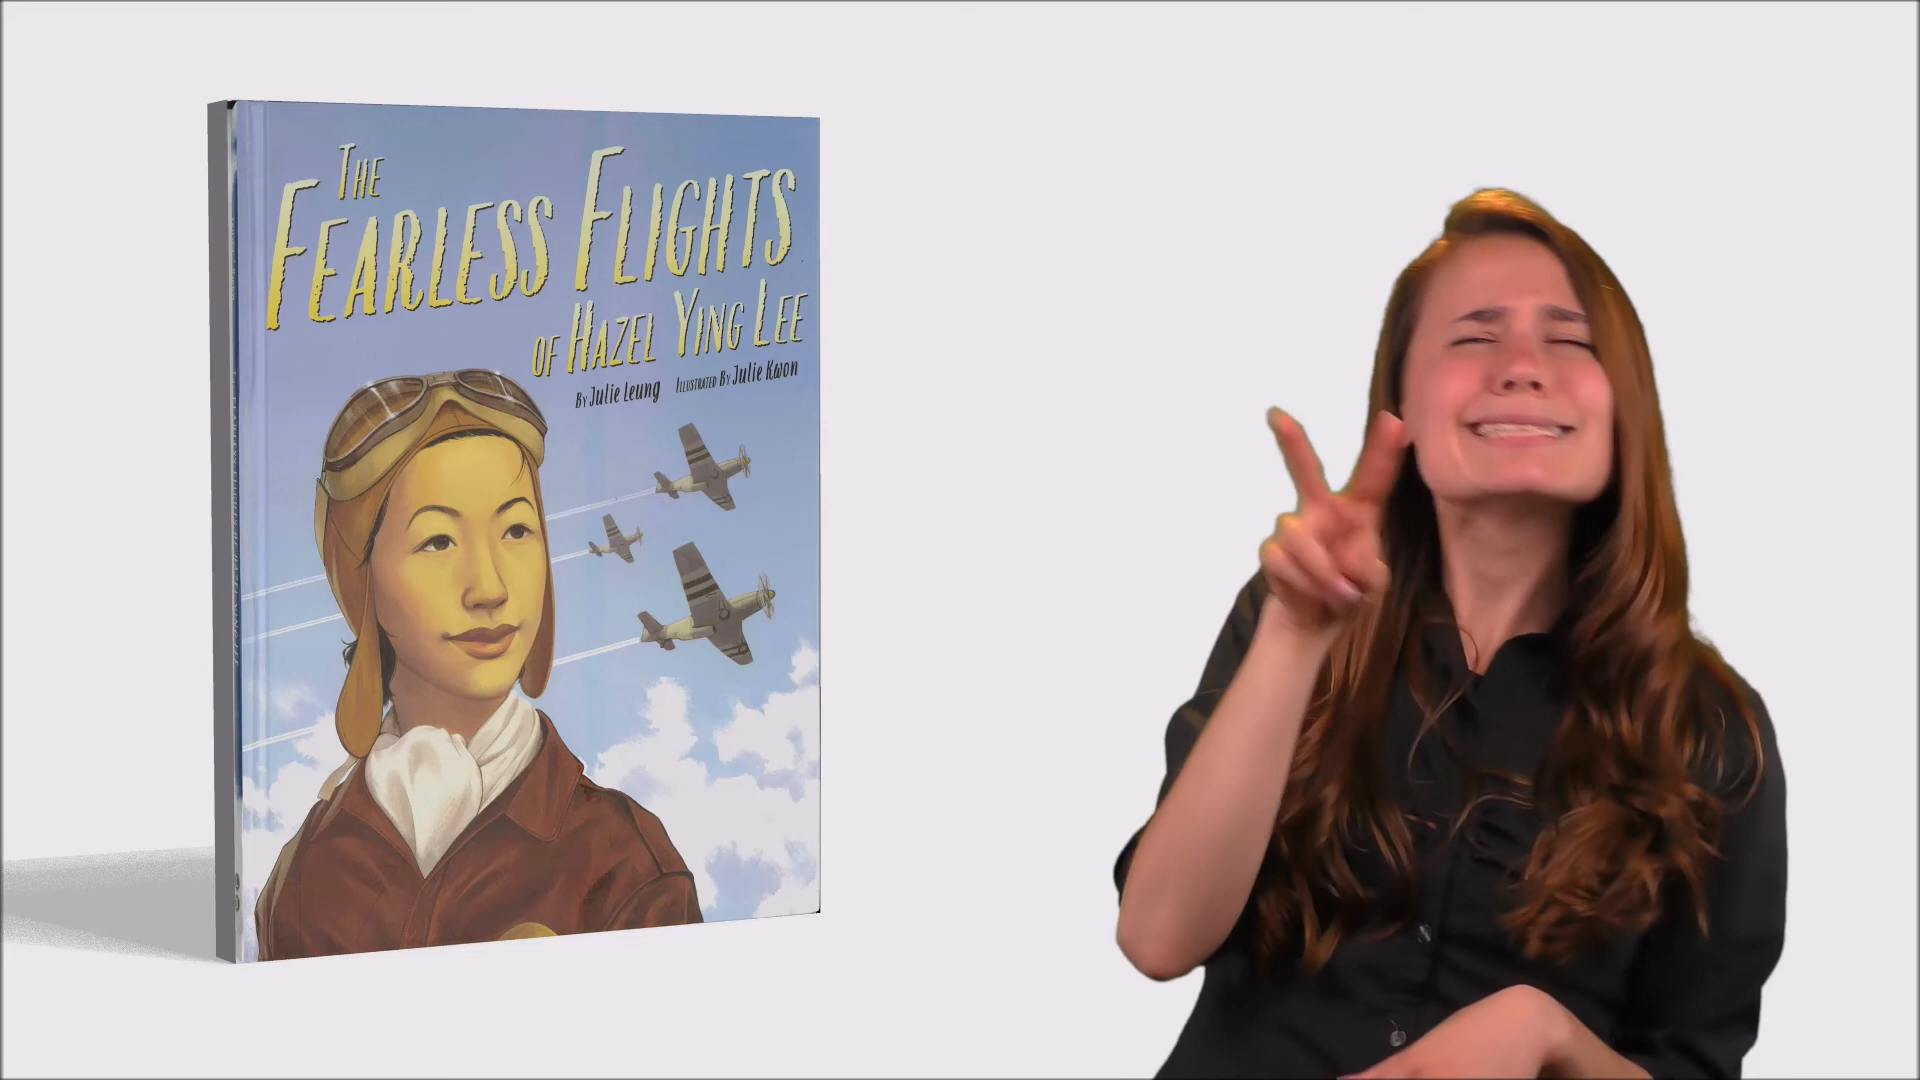 THE
FEARLESS FLIGHTS
OF HAZEL YING LEE
BY JULIE LEUNG ILLUSTRATED BY JULIE KWON